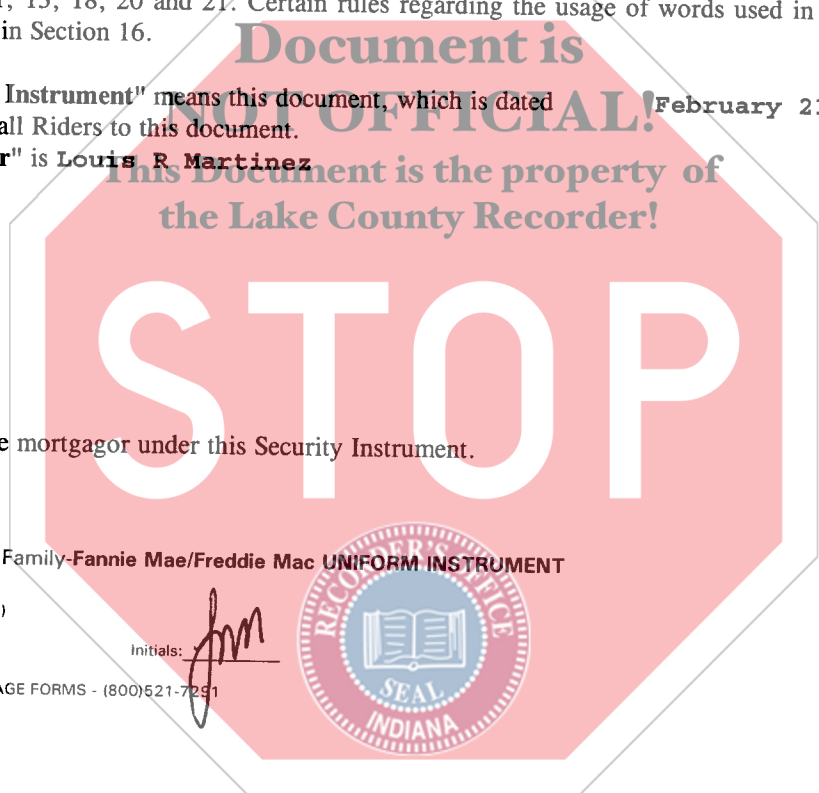 , 13, 18, 20 and 21. Certain rules regarding the usage of words used in
in Section 16.
Document is
Instrument" means this document, which is dated February 21
NOT OFFICIAL!
all Riders to this document.
r" is Louis R Martinez
This Document is the property of
the Lake County Recorder!
STOP
e mortgagor under this Security Instrument.
Family-Fannie Mae/Freddie Mac UNIFORM INSTRUMENT
)
RECORDER'S OFFICE
SEAL
INDIANA
Initials:
AGE FORMS - (800)521-7291